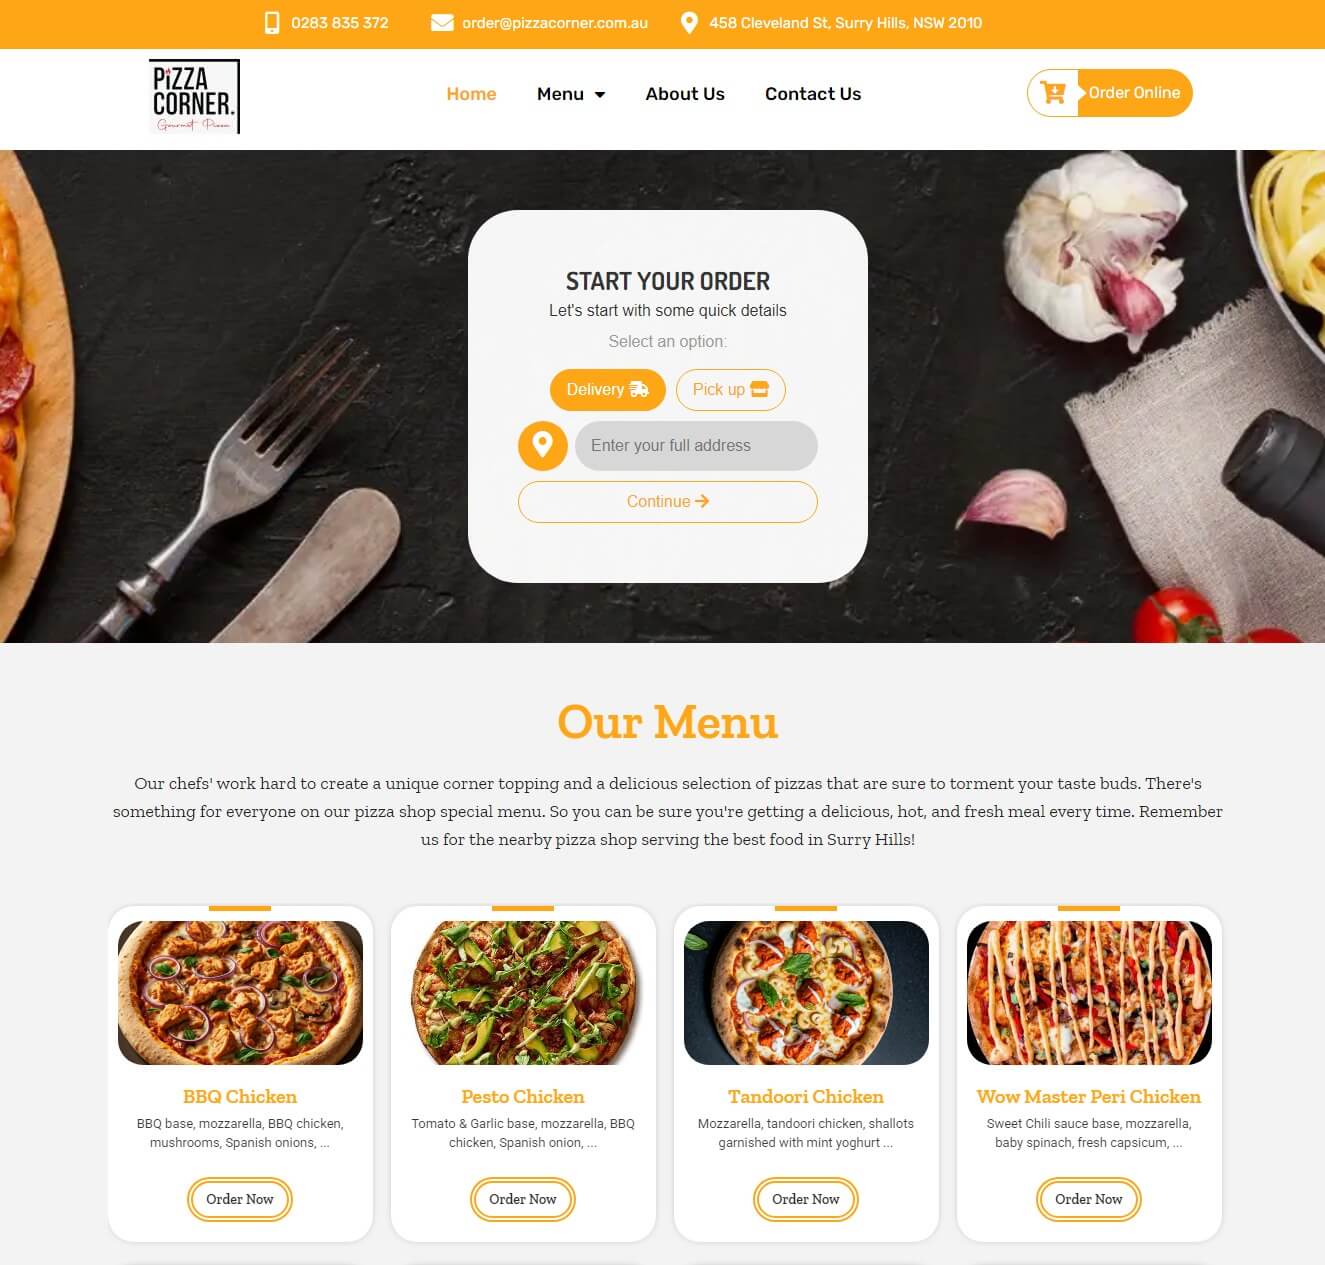 0283 835 372
order@pizzacorner.com.au
458 Cleveland St, Surry Hills, NSW 2010
PiZZA
CORNER.
Gourmet Pizza
Home
Menu
About Us
Contact Us
Order Online
START YOUR ORDER
Let's start with some quick details
Select an option:
Delivery
Pick up
Enter your full address
Continue
Our Menu
Our chefs' work hard to create a unique corner topping and a delicious selection of pizzas that are sure to torment your taste buds. There's
something for everyone on our pizza shop special menu. So you can be sure you're getting a delicious, hot, and fresh meal every time. Remember
us for the nearby pizza shop serving the best food in Surry Hills!
BBQ Chicken
BBQ base, mozzarella, BBQ chicken,
mushrooms, Spanish onions, ...
Order Now
Pesto Chicken
Tomato & Garlic base, mozzarella, BBQ
chicken, Spanish onion, ...
Order Now
Tandoori Chicken
Mozzarella, tandoori chicken, shallots
garnished with mint yoghurt ...
Order Now
Wow Master Peri Chicken
Sweet Chili sauce base, mozzarella,
baby spinach, fresh capsicum, ...
Order Now